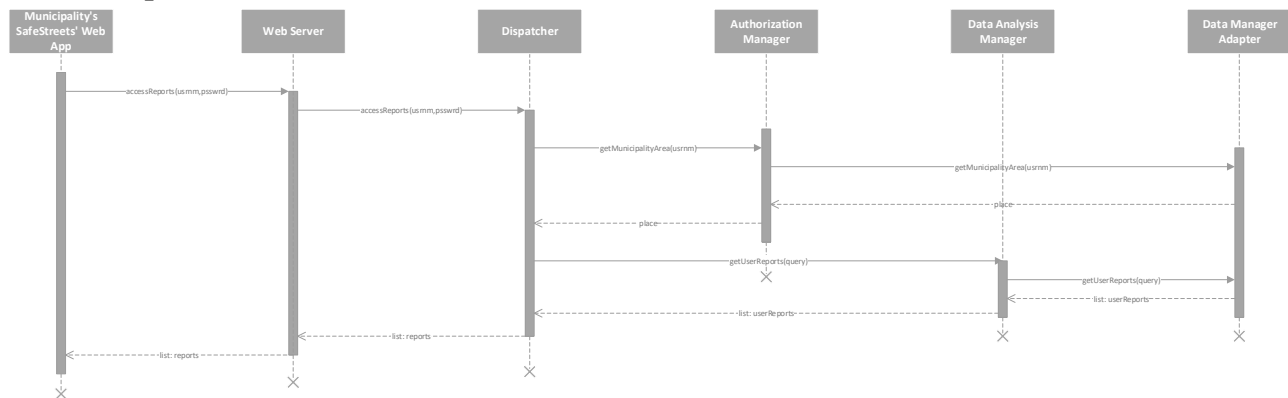 Municipality's
SafeStreets' Web
App
Web Server
Dispatcher
Authorization
Manager
Data Analysis
Manager
Data Manager
Adapter
accessReports(usrnm,psswrd)
accessReports(usrnm,psswrd)
getMunicipalityArea(usrnm)
getMunicipalityArea(usrnm)
place
place
getUserReports(query)
getUserReports(query)
list: userReports
list: userReports
list: reports
list: reports